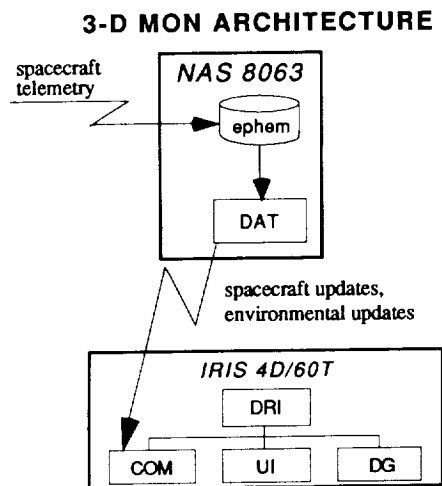 3-D MON ARCHITECTURE
spacecraft
telemetry
NAS 8063
ephem
DAT
spacecraft updates,
environmental updates
IRIS 4D/60T
DRI
COM
UI
DG